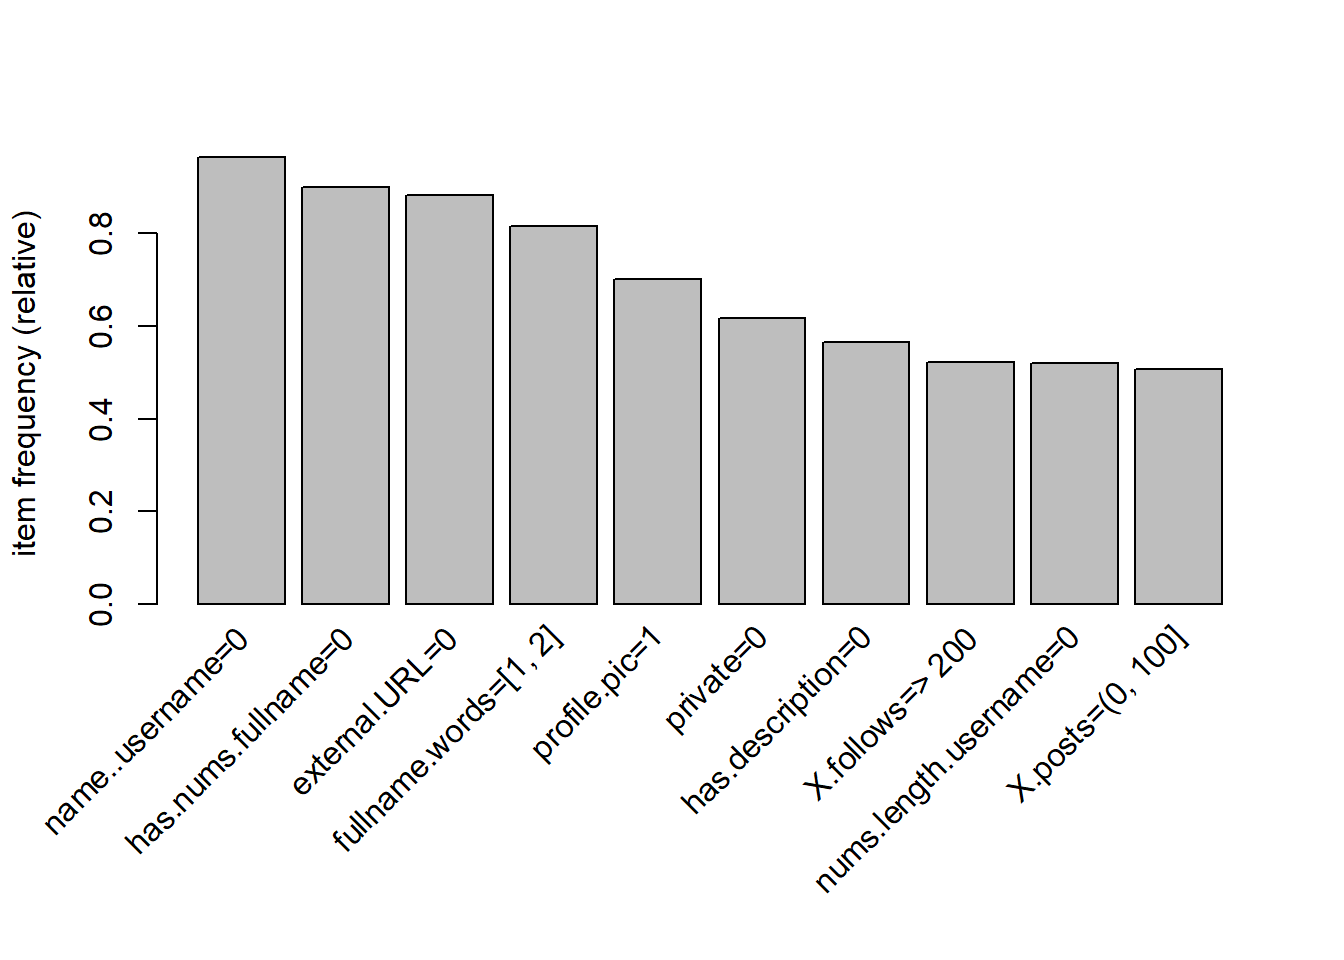 item frequency (relative)
0.8
0.6
0.4
0.2
0.0
name..username=0
has.nums.fullname=0
external.URL=0
fullname.words=[1, 2]
profile.pic=1
private=0
has.description=0
X.follows=> 200
nums.length.username=0
X.posts=(0, 100]